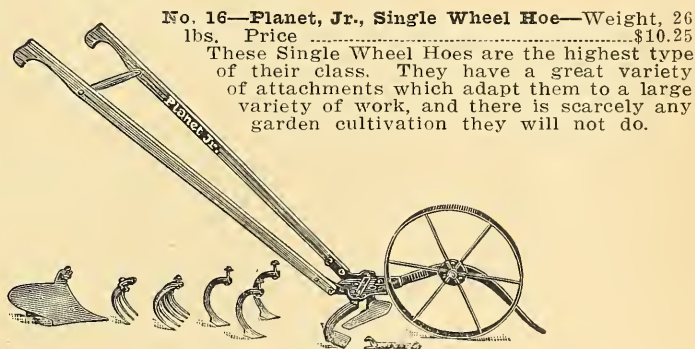 No. 16—Planet, Jr., Single Wheel Hoe—Weight, 26
lbs. Price ........................................................$10.25
These Single Wheel Hoes are the highest type
of their class. They have a great variety
of attachments which adapt them to a large
variety of work, and there is scarcely any
garden cultivation they will not do.
Planet Jr.